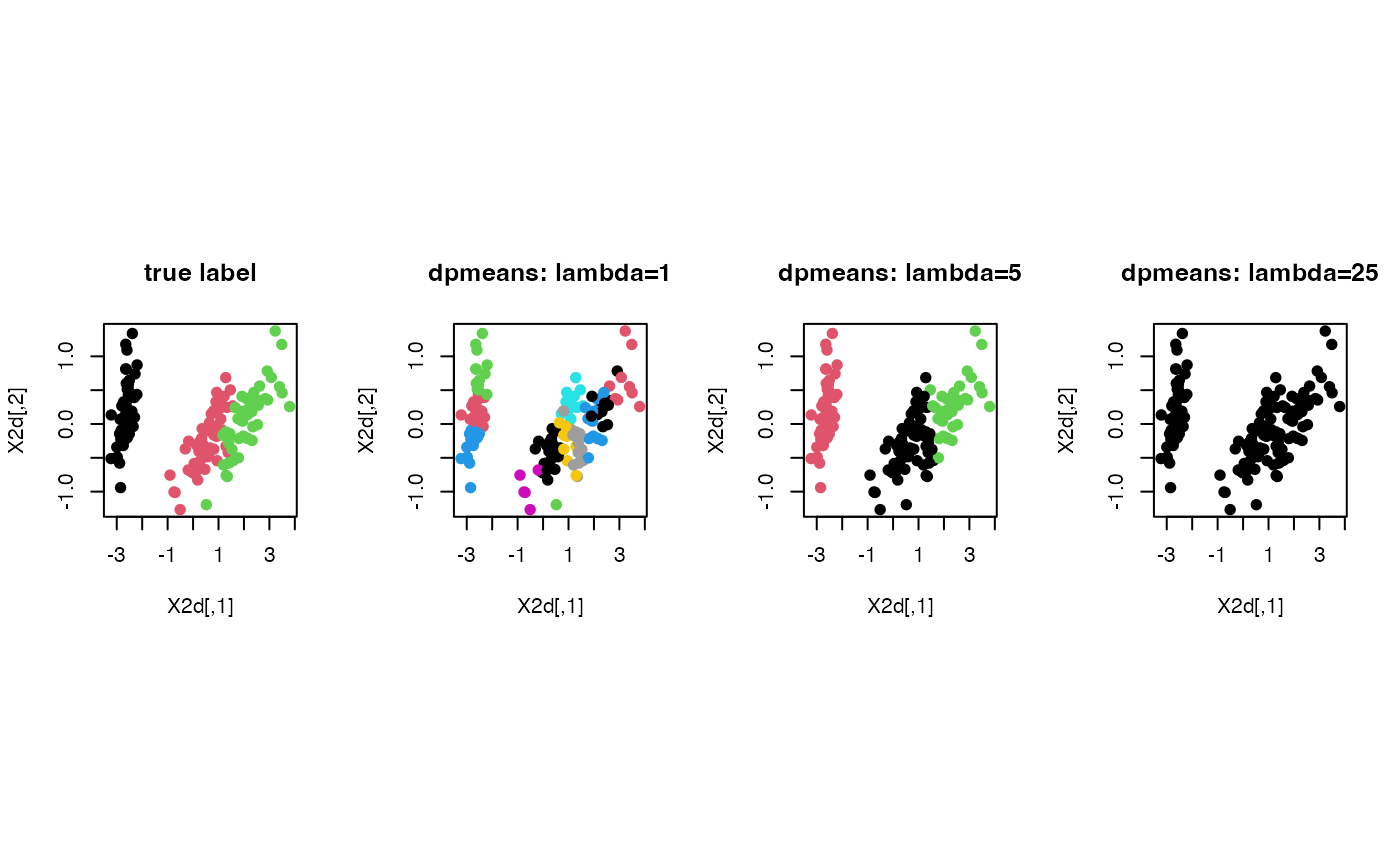 true label
X2d[,2]
1.0
0.0
-1.0
-3
-1
1
3
X2d[,1]
dpmeans: lambda=1
X2d[,2]
1.0
0.0
-1.0
-3
-1
1
3
X2d[,1]
dpmeans: lambda=5
X2d[,2]
1.0
0.0
-1.0
-3
-1
1
3
X2d[,1]
dpmeans: lambda=25
X2d[,2]
1.0
0.0
-1.0
-3
-1
1
3
X2d[,1]